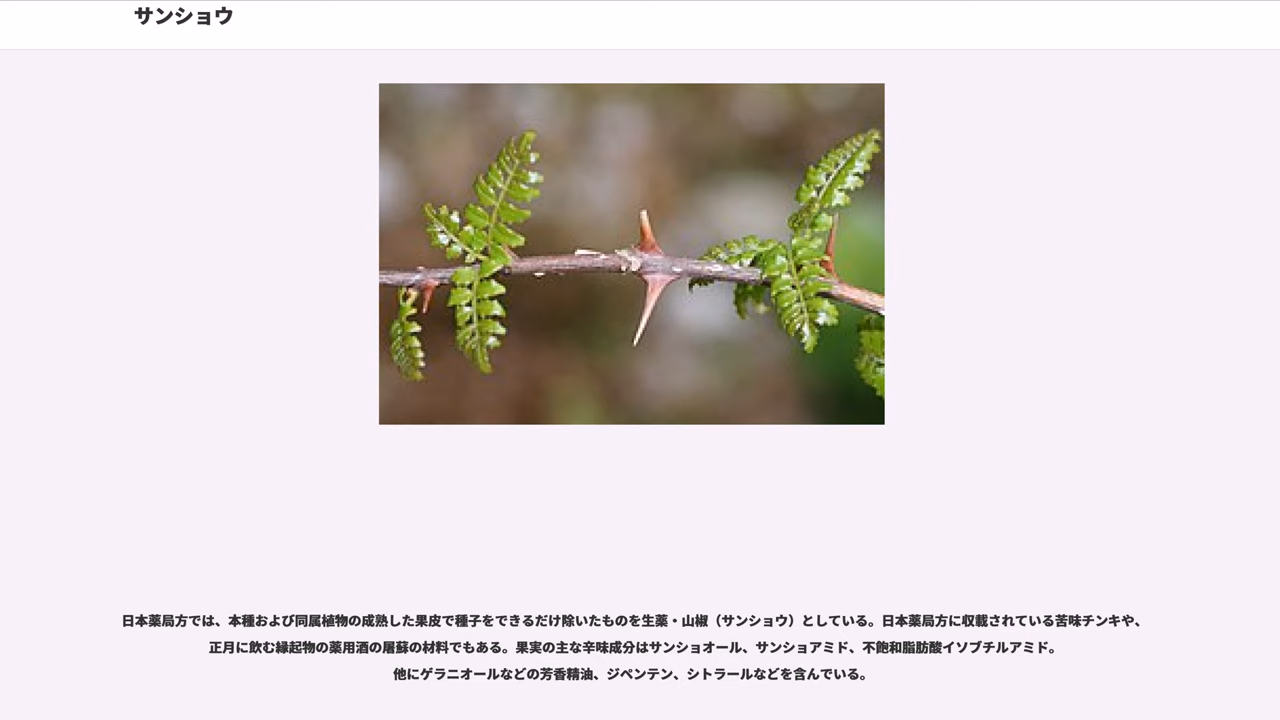 サンショウ
日本薬局方では、本種および同属植物の成熟した果皮で種子をできるだけ除いたものを生薬・山椒（サンショウ）としている。日本薬局方に収載されている苦味チンキや、
正月に飲む縁起物の薬用酒の屠蘇の材料でもある。果実の主な辛味成分はサンショオール、サンショアミド、不飽和脂肪酸イソブチルアミド。
他にゲラニオールなどの芳香精油、ジペンテン、シトラールなどを含んでいる。